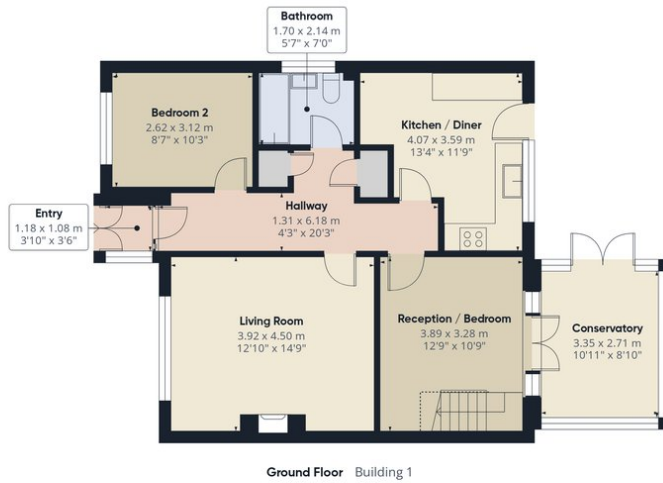 Bathroom
1.70 x 2.14 m
5'7" x 7'0"
Bedroom 2
2.62 x 3.12 m
8'7" x 10'3"
Kitchen / Diner
4.07 x 3.59 m
13'4" x 11'9"
Entry
1.18 x 1.08 m
3'10" x 3'6"
Hallway
1.31 x 6.18 m
4'3" x 20'3"
Living Room
3.92 x 4.50 m
12'10" x 14'9"
Reception / Bedroom
3.89 x 3.28 m
12'9" x 10'9"
Conservatory
3.35 x 2.71 m
10'11" x 8'10"
Ground Floor Building 1